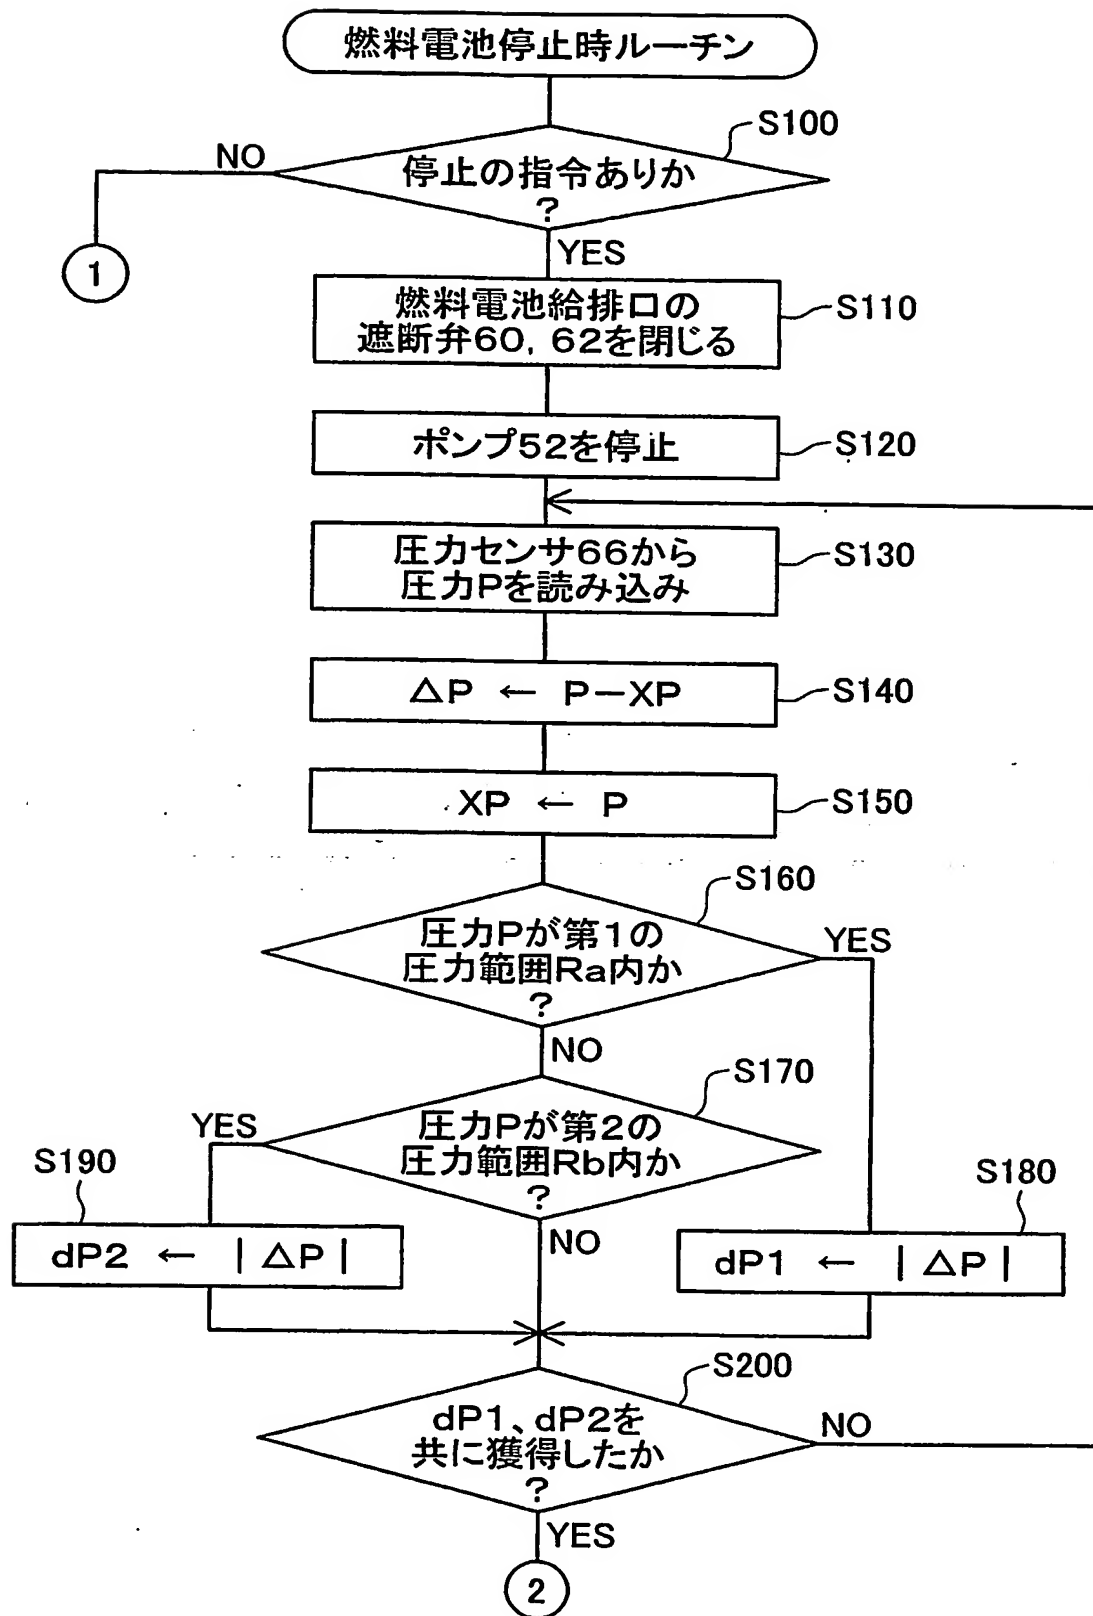 燃料電池停止時ルーチン
S100
NO
停止の指令ありか
?
YES
1
燃料電池給排口の
遮断弁60, 62を閉じる
S110
ポンプ52を停止
S120
圧力センサ66から
圧力Pを読み込み
S130
△P ← P−XP
S140
XP ← P
S150
S160
圧力Pが第1の
圧力範囲Ra内か
?
YES
NO
S170
YES
圧力Pが第2の
圧力範囲Rb内か
?
NO
S190
dP2 ← |△P|
S180
dP1 ← |△P|
S200
dP1、dP2を
共に獲得したか
?
NO
YES
2